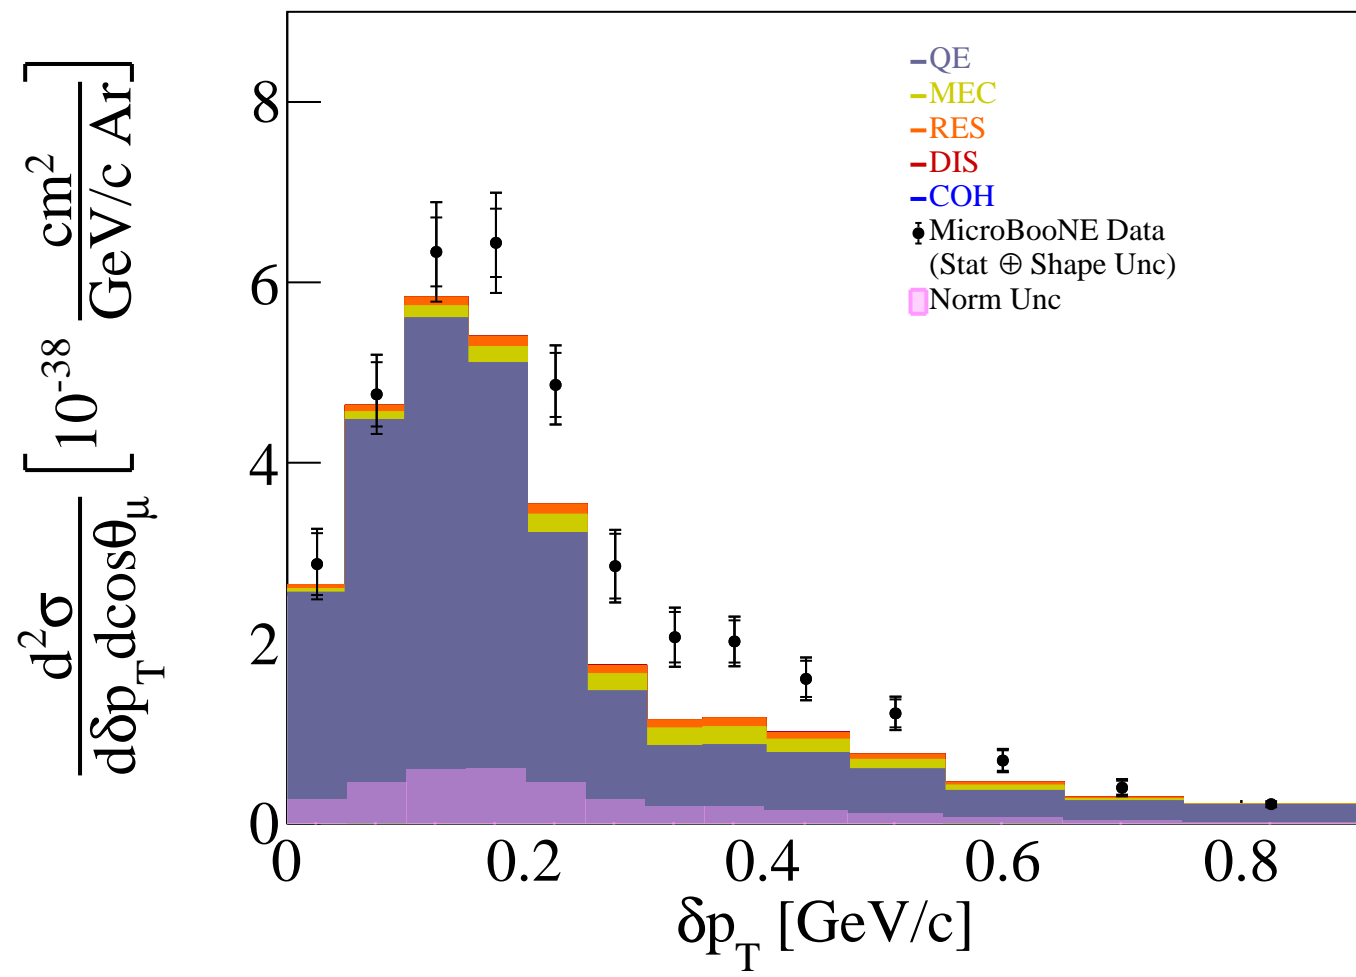 d²σ / dδp_T dcosθ_μ [10⁻³⁸ cm² / GeV/c Ar]
8
6
4
2
0
QE
MEC
RES
DIS
COH
MicroBooNE Data
(Stat ⊕ Shape Unc)
Norm Unc
0 0.2 0.4 0.6 0.8
δp_T [GeV/c]